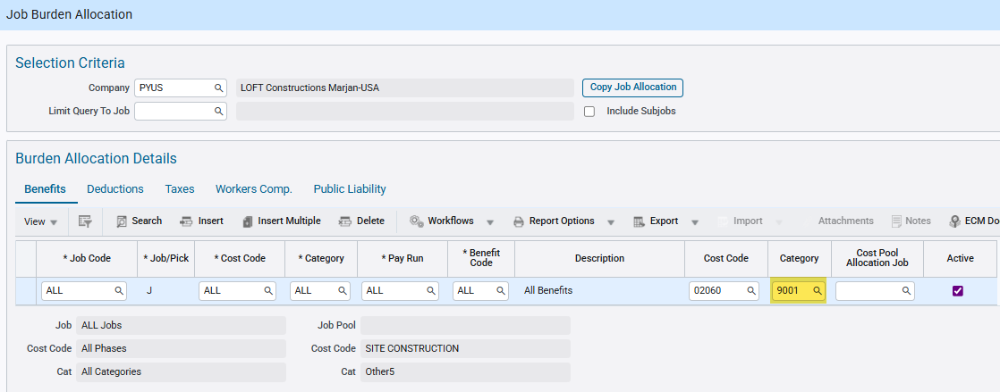 Job Burden Allocation
Selection Criteria
Company PYUS LOFT Constructions Marjan-USA Copy Job Allocation
Limit Query To Job Include Subjobs
Burden Allocation Details
Benefits Deductions Taxes Workers Comp. Public Liability
View Search Insert Insert Multiple Delete Workflows Report Options Export Import Attachments Notes ECM Do
* Job Code * Job/Pick * Cost Code * Category * Pay Run * Benefit Code Description Cost Code Category Cost Pool Allocation Job Active
ALL J ALL ALL ALL ALL All Benefits 02060 9001
Job ALL Jobs Job Pool
Cost Code All Phases Cost Code SITE CONSTRUCTION
Cat All Categories Cat Other5